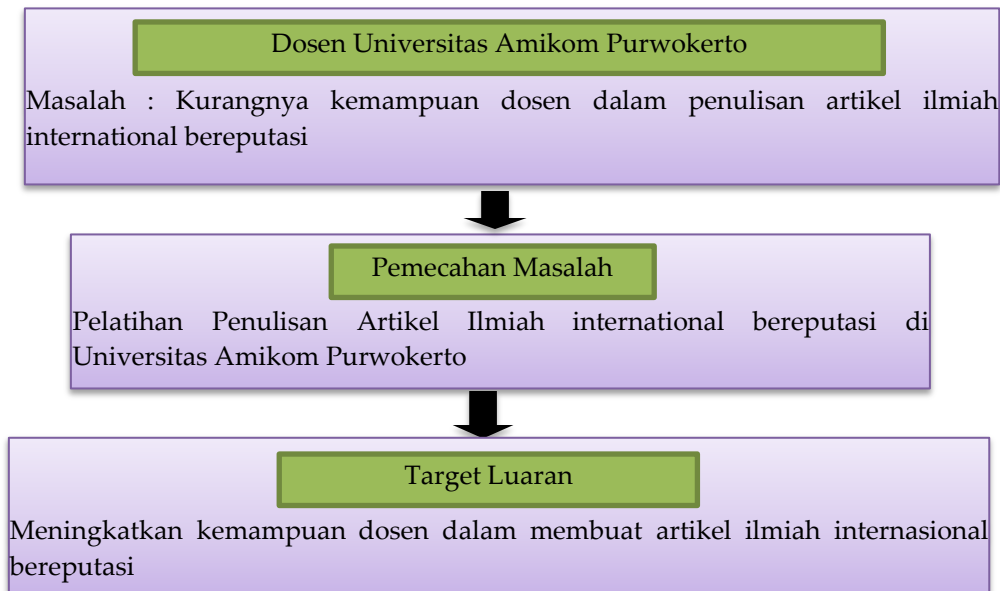 Dosen Universitas Amikom Purwokerto
Masalah : Kurangnya kemampuan dosen dalam penulisan artikel ilmiah
international bereputasi
Pemecahan Masalah
Pelatihan Penulisan Artikel Ilmiah international bereputasi di
Universitas Amikom Purwokerto
Target Luaran
Meningkatkan kemampuan dosen dalam membuat artikel ilmiah internasional
bereputasi